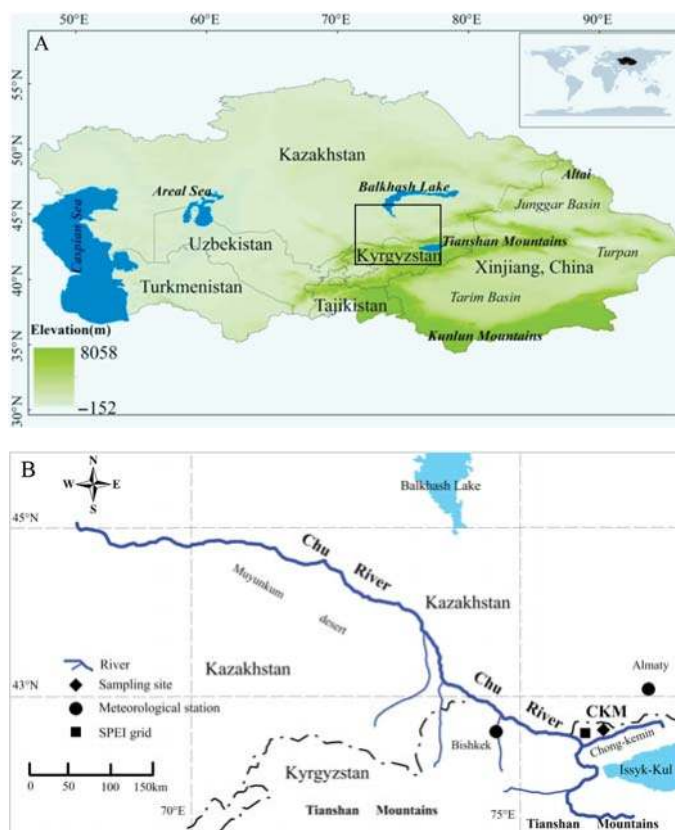 50°E 60°E 70°E 80°E 90°E
A
55°N
50°N
45°N
40°N
35°N
30°N
Kazakhstan
Altai
Areal Sea
Balkhash Lake
Junggar Basin
Caspian Sea
Uzbekistan
Tianshan Mountains
Kyrgyzstan
Turpan
Xinjiang, China
Turkmenistan
Tarim Basin
Tajikistan
Elevation(m)
8058
Kunlun Mountains
−152
B
N
W E
S
Balkhash Lake
45°N
Chu River
Muyunkum desert
Kazakhstan
River
Kazakhstan
Sampling site
Almaty
43°N
Meteorological station
Chu River
CKM
SPEI grid
Bishkek
Chong-kemin
Issyk-Kul
0 50 100 150km
Kyrgyzstan
70°E
Tianshan Mountains
75°E
Tianshan Mountains